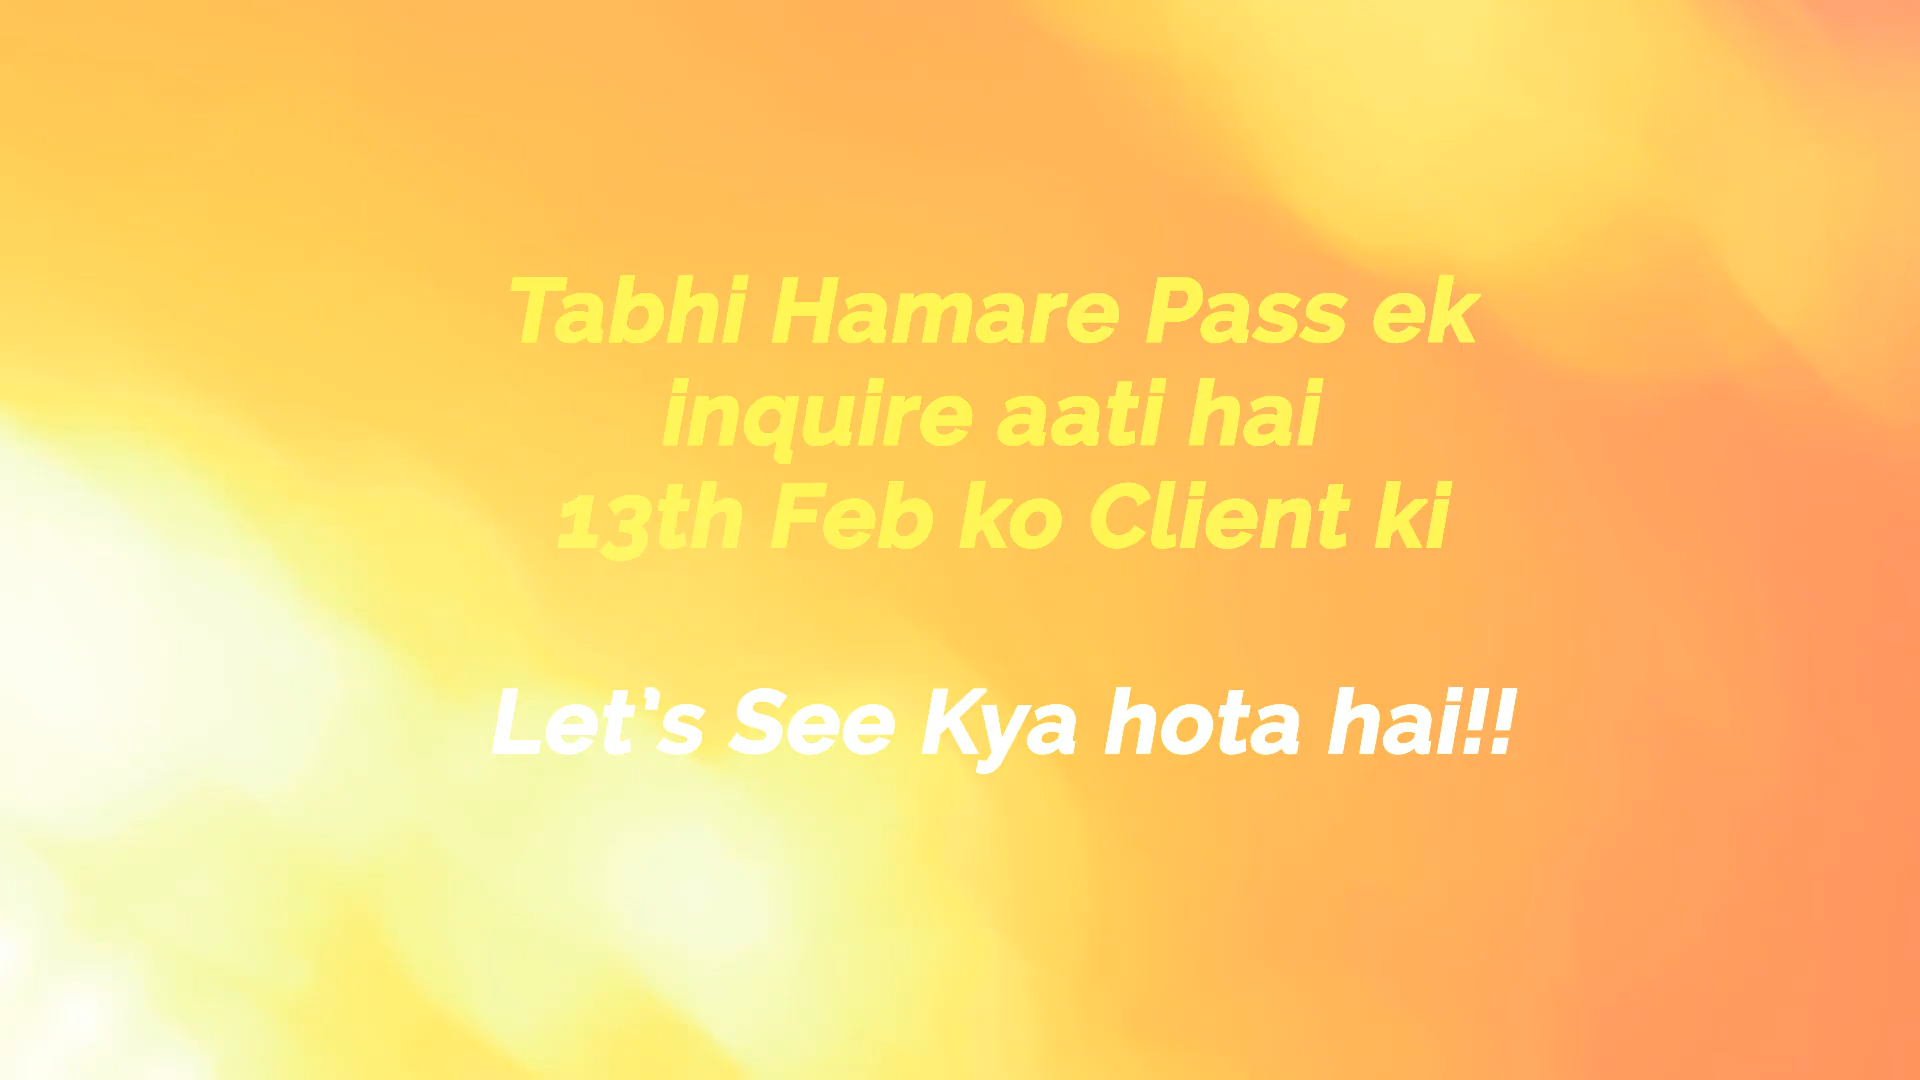 Tabhi Hamare Pass ek
inquire aati hai
13th Feb ko Client ki
Let's See Kya hota hai!!